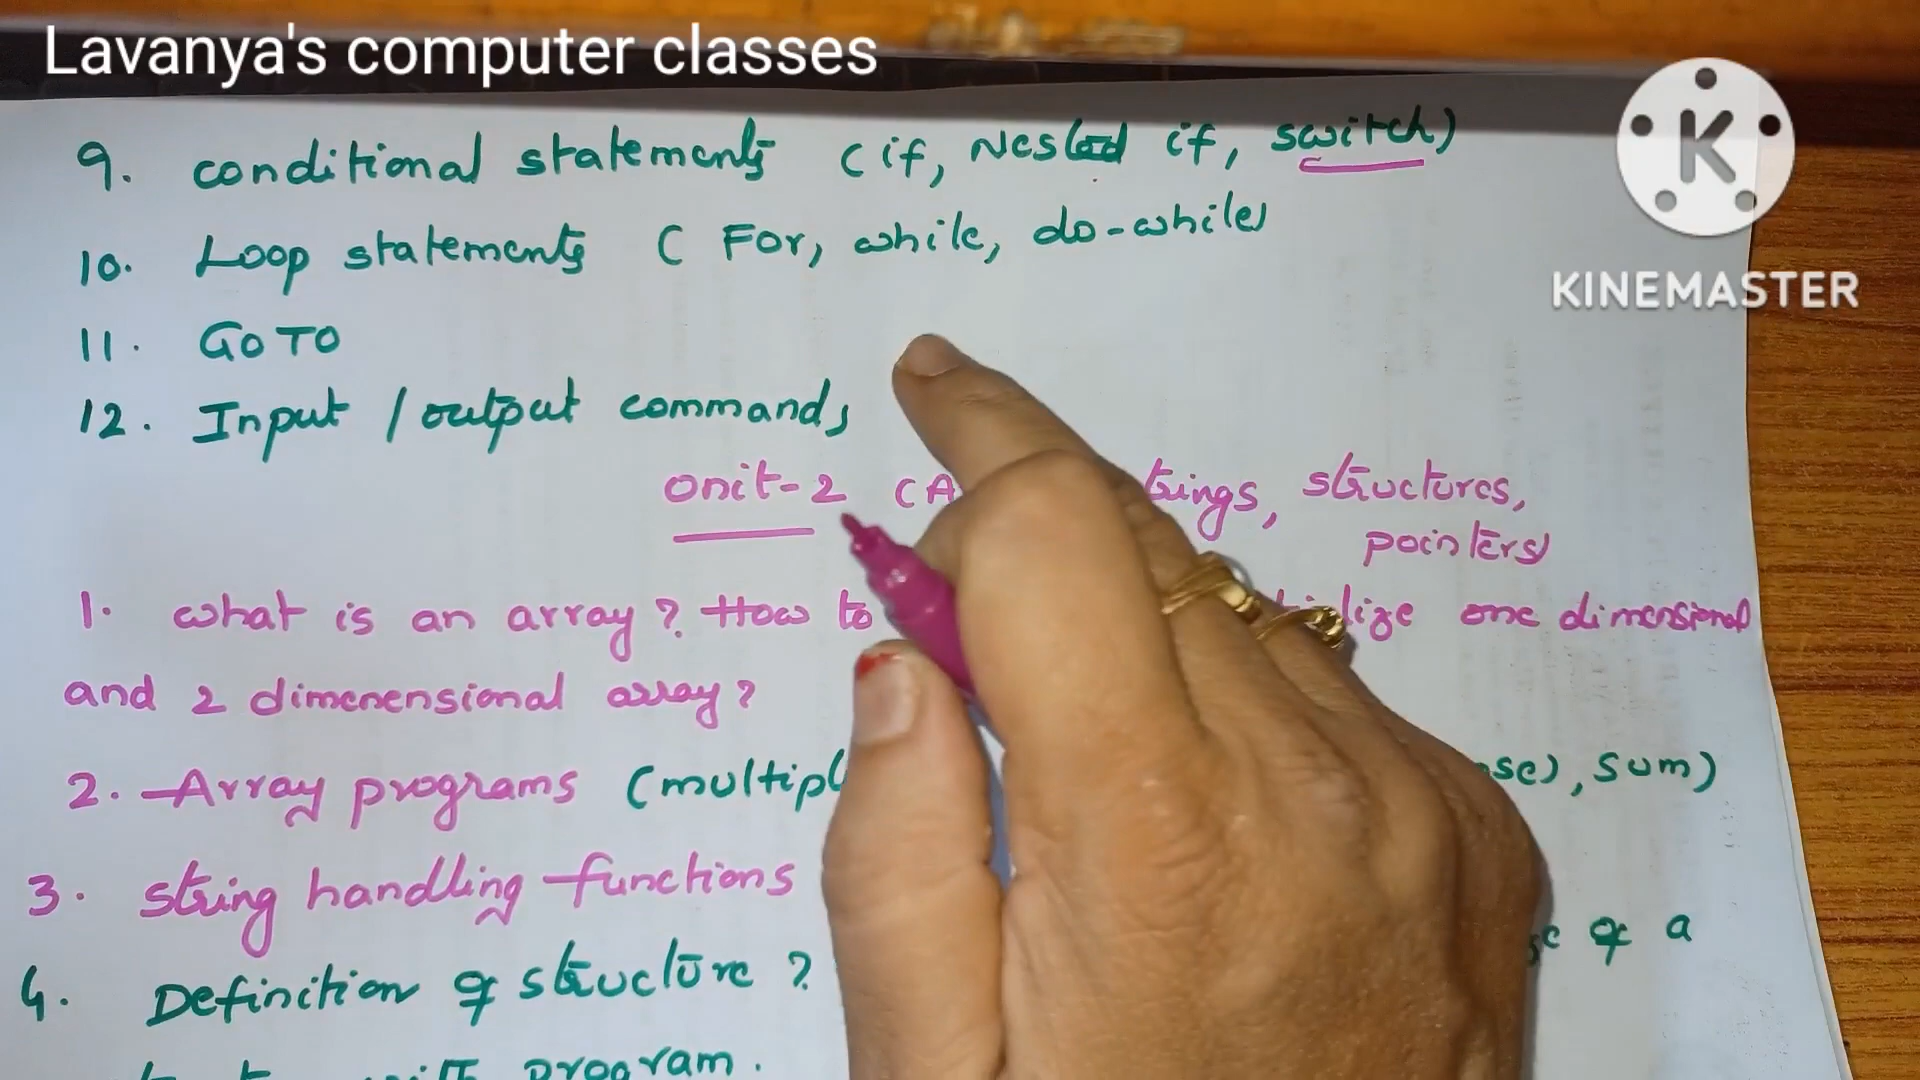 Lavanya's computer classes
KINEMASTER
9. conditional statements (if, Nested if, switch)
10. Loop statements ( For, while, do-while)
11. GOTO
12. Input / output commands
Unit-2 (A structures,
pointers)
1. what is an array? How to one dimensional
and 2 dimenensional array?
2. Array programs ( sum)
3. string handling functions
4. Definition of structure? of a
program.